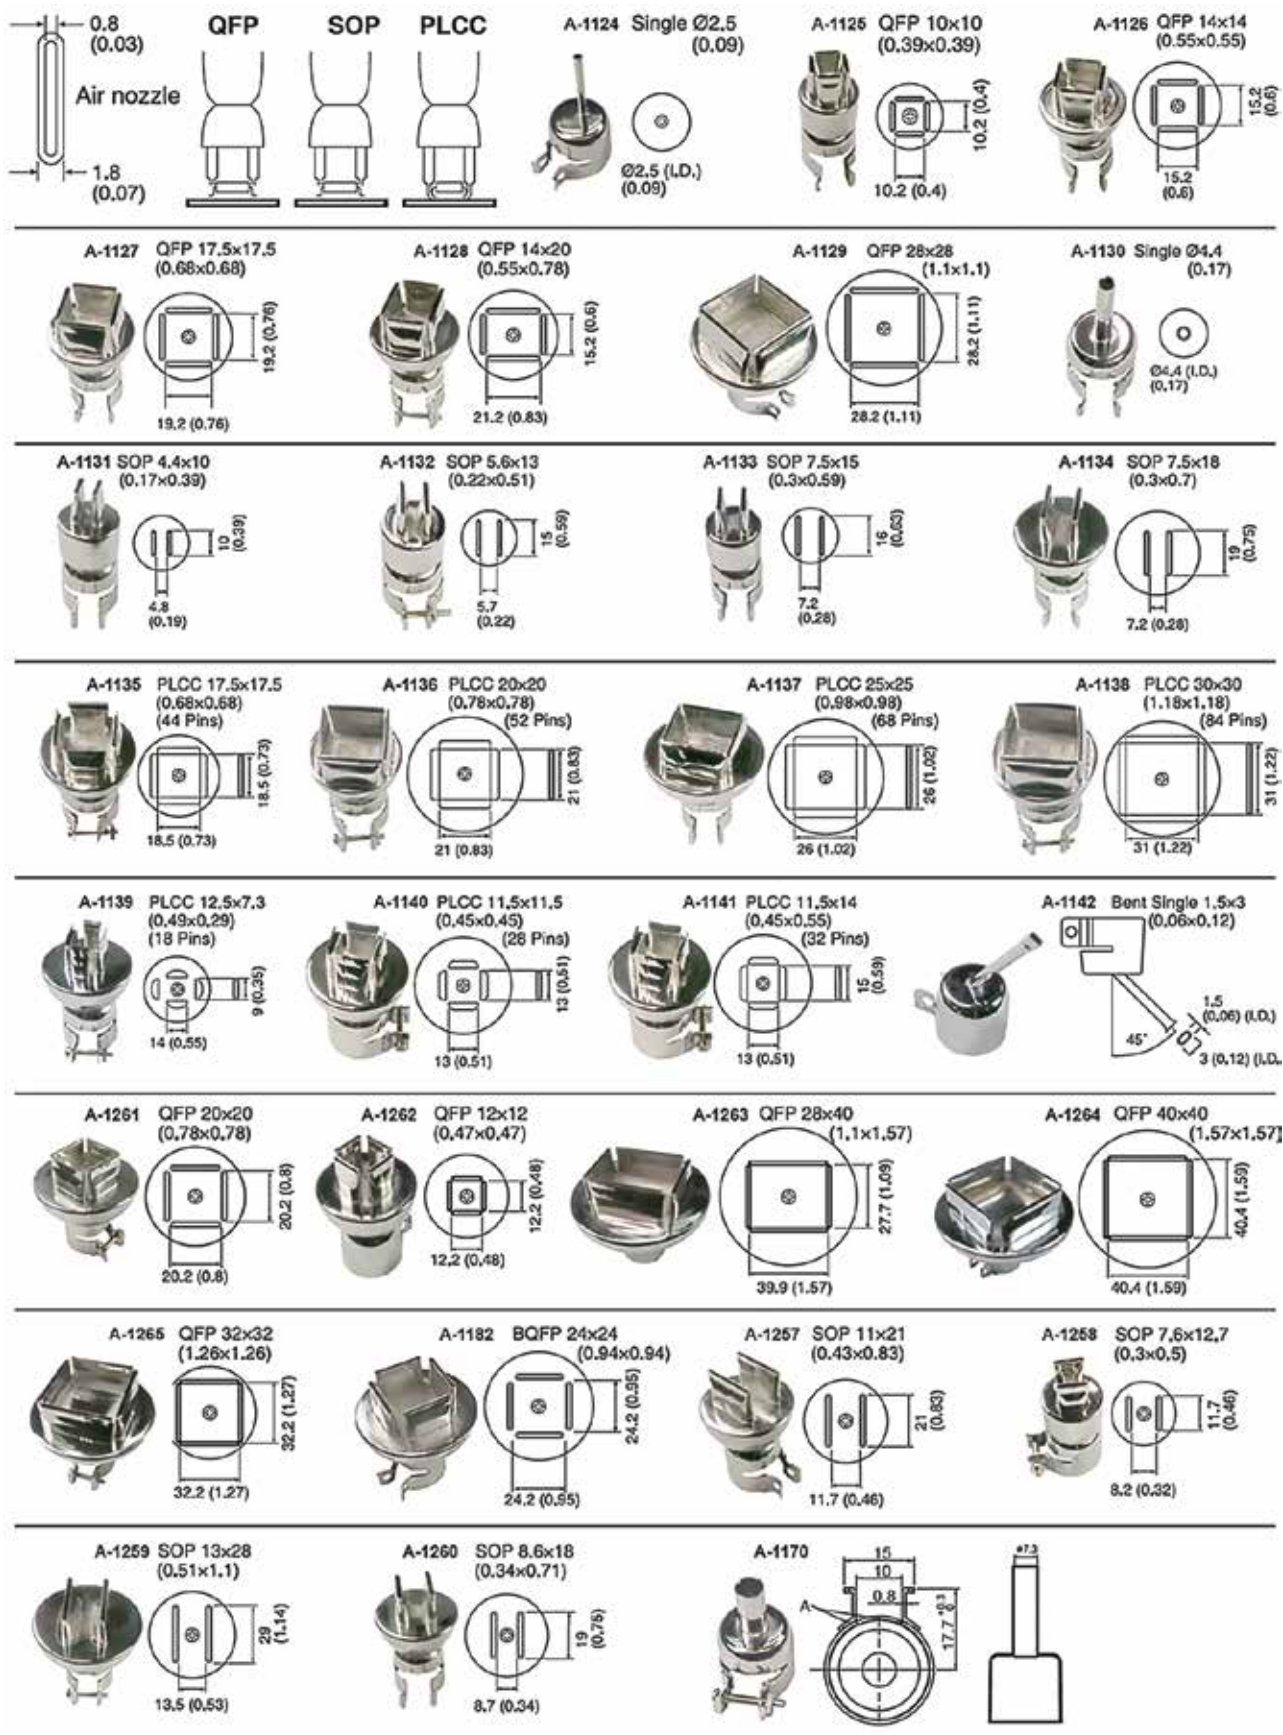 0.8
(0.03)
Air nozzle
1.8
(0.07)
QFP SOP PLCC
A-1124 Single Ø2.5
(0.09)
Ø2.5 (I.D.)
(0.09)
A-1125 QFP 10x10
(0.39x0.39)
10.2 (0.4)
10.2 (0.4)
A-1126 QFP 14x14
(0.55x0.55)
15.2
(0.6)
15.2
(0.6)
A-1127 QFP 17.5x17.5
(0.68x0.68)
19.2 (0.76)
19.2 (0.76)
A-1128 QFP 14x20
(0.55x0.78)
15.2 (0.6)
21.2 (0.83)
A-1129 QFP 28x28
(1.1x1.1)
28.2 (1.11)
28.2 (1.11)
A-1130 Single Ø4.4
(0.17)
Ø4.4 (I.D.)
(0.17)
A-1131 SOP 4.4x10
(0.17x0.39)
10
(0.39)
4.8
(0.19)
A-1132 SOP 5.6x13
(0.22x0.51)
15
(0.59)
5.7
(0.22)
A-1133 SOP 7.5x15
(0.3x0.59)
16
(0.63)
7.2
(0.28)
A-1134 SOP 7.5x18
(0.3x0.7)
19
(0.75)
7.2 (0.28)
A-1135 PLCC 17.5x17.5
(0.68x0.68)
(44 Pins)
18.5 (0.73)
18.5 (0.73)
A-1136 PLCC 20x20
(0.78x0.78)
(52 Pins)
21 (0.83)
21 (0.83)
A-1137 PLCC 25x25
(0.98x0.98)
(68 Pins)
26 (1.02)
26 (1.02)
A-1138 PLCC 30x30
(1.18x1.18)
(84 Pins)
31 (1.22)
31 (1.22)
A-1139 PLCC 12.5x7.3
(0.49x0.29)
(18 Pins)
9 (0.35)
14 (0.55)
A-1140 PLCC 11.5x11.5
(0.45x0.45)
(28 Pins)
13 (0.51)
13 (0.51)
A-1141 PLCC 11.5x14
(0.45x0.55)
(32 Pins)
15
(0.59)
13 (0.51)
A-1142 Bent Single 1.5x3
(0.06x0.12)
1.5
(0.06) (I.D.)
45°
3 (0.12) (I.D.
A-1261 QFP 20x20
(0.78x0.78)
20.2 (0.8)
20.2 (0.8)
A-1262 QFP 12x12
(0.47x0.47)
12.2 (0.48)
12.2 (0.48)
A-1263 QFP 28x40
(1.1x1.57)
27.7 (1.09)
39.9 (1.57)
A-1264 QFP 40x40
(1.57x1.57)
40.4 (1.59)
40.4 (1.59)
A-1265 QFP 32x32
(1.26x1.26)
32.2 (1.27)
32.2 (1.27)
A-1182 BQFP 24x24
(0.94x0.94)
24.2 (0.95)
24.2 (0.95)
A-1257 SOP 11x21
(0.43x0.83)
21
(0.83)
11.7 (0.46)
A-1258 SOP 7.6x12.7
(0.3x0.5)
11.7
(0.46)
8.2 (0.32)
A-1259 SOP 13x28
(0.51x1.1)
29
(1.14)
13.5 (0.53)
A-1260 SOP 8.6x18
(0.34x0.71)
19
(0.75)
8.7 (0.34)
A-1170
15
10
0.8
A
17.7 +0.3 0
ø7.3